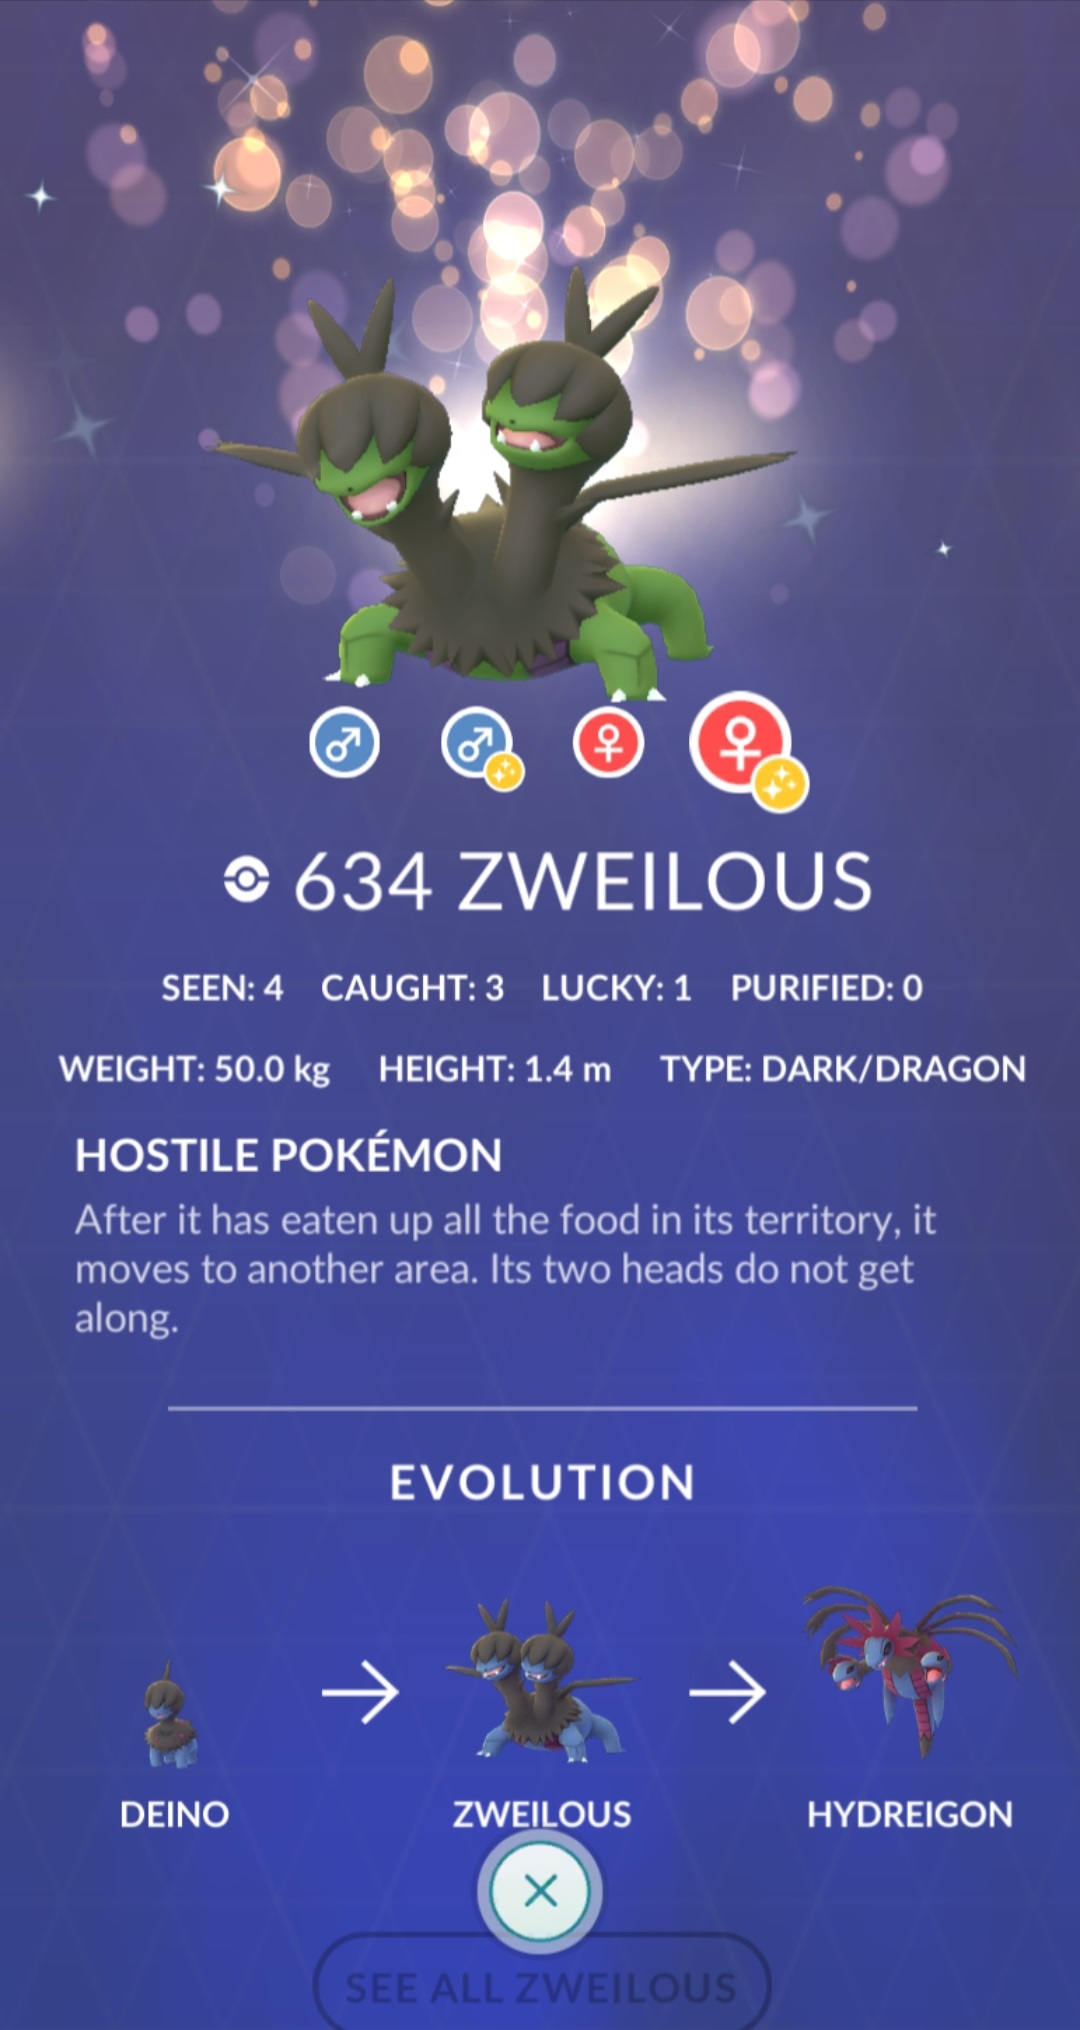 634 ZWEILOUS
SEEN: 4 CAUGHT: 3 LUCKY: 1 PURIFIED: 0
WEIGHT: 50.0 kg HEIGHT: 1.4 m TYPE: DARK/DRAGON
HOSTILE POKÉMON
After it has eaten up all the food in its territory, it
moves to another area. Its two heads do not get
along.
EVOLUTION
DEINO ZWEILOUS HYDREIGON
SEE ALL ZWEILOUS